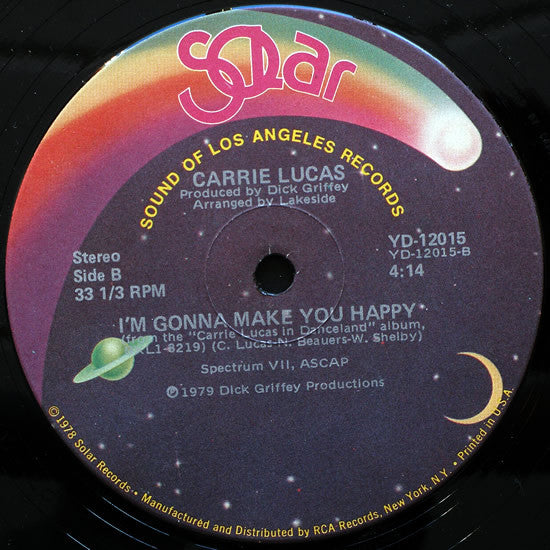 Solar
SOUND OF LOS ANGELES RECORDS
CARRIE LUCAS
Produced by Dick Griffey
Arranged by Lakeside
Stereo
Side B
33 1/3 RPM
YD-12015
YD-12015-B
4:14
I'M GONNA MAKE YOU HAPPY
(from the "Carrie Lucas in Danceland" album,
(C. Lucas-N. Beauers-W. Shelby)
Spectrum VII, ASCAP
℗ 1979 Dick Griffey Productions
© 1978 Solar Records • Manufactured and Distributed by RCA Records, New York, N.Y. • Printed in U.S.A.